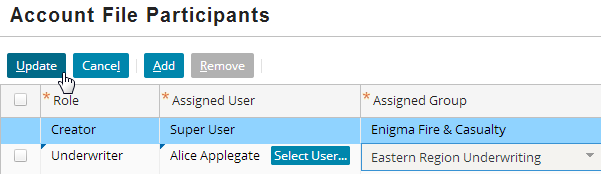 Account File Participants
Update Cancel Add Remove
* Role * Assigned User * Assigned Group
Creator Super User Enigma Fire & Casualty
Underwriter Alice Applegate Select User... Eastern Region Underwriting